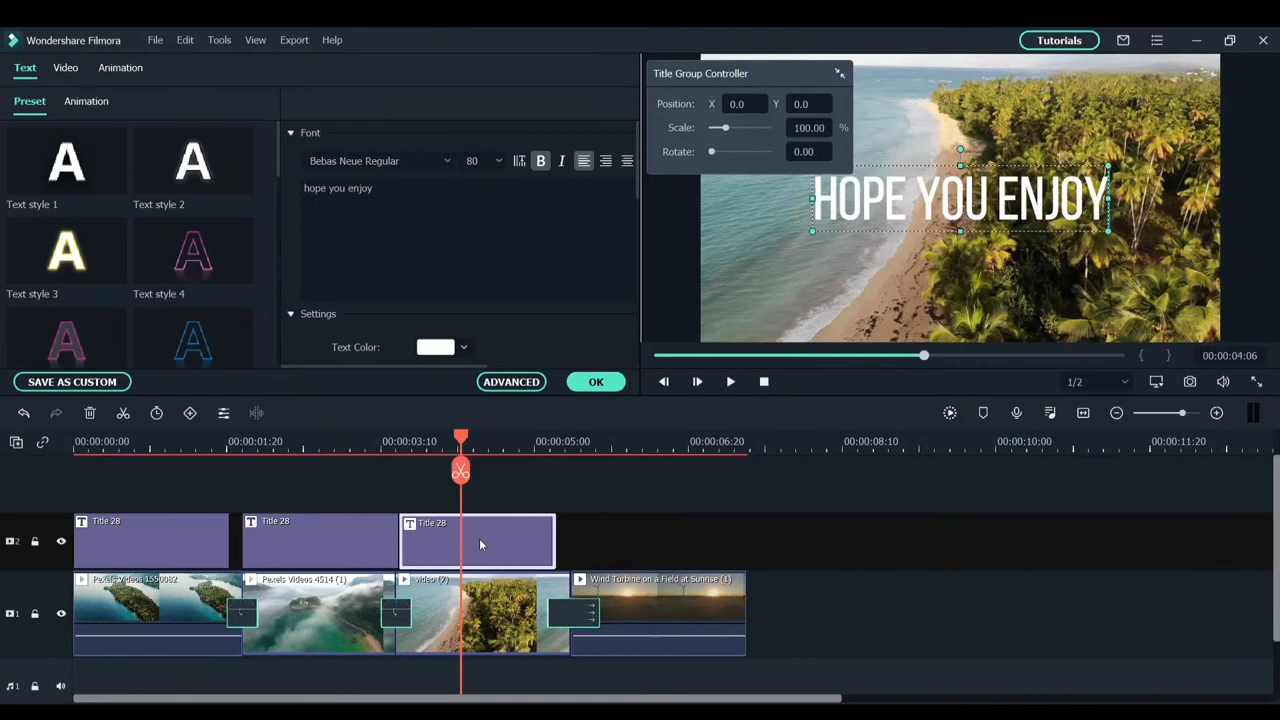 Wondershare Filmora File Edit Tools View Export Help Tutorials
Text Video Animation
Preset Animation
A Text style 1
A Text style 2
A Text style 3
A Text style 4
A
A
Font
Bebas Neue Regular 80 B I
hope you enjoy
Settings
Text Color:
SAVE AS CUSTOM ADVANCED OK
Title Group Controller
Position: X 0.0 Y 0.0
Scale: 100.00 %
Rotate: 0.00
HOPE YOU ENJOY
00:00:04:06
1/2
00:00:00:00 00:00:01:20 00:00:03:10 00:00:05:00 00:00:06:20 00:00:08:10 00:00:10:00 00:00:11:20
2 T Title 28 T Title 28 T Title 28
1 Pexels Videos 1550082 Pexels Videos 4514 (1) video (7) Wind Turbine on a Field at Sunrise (1)
1